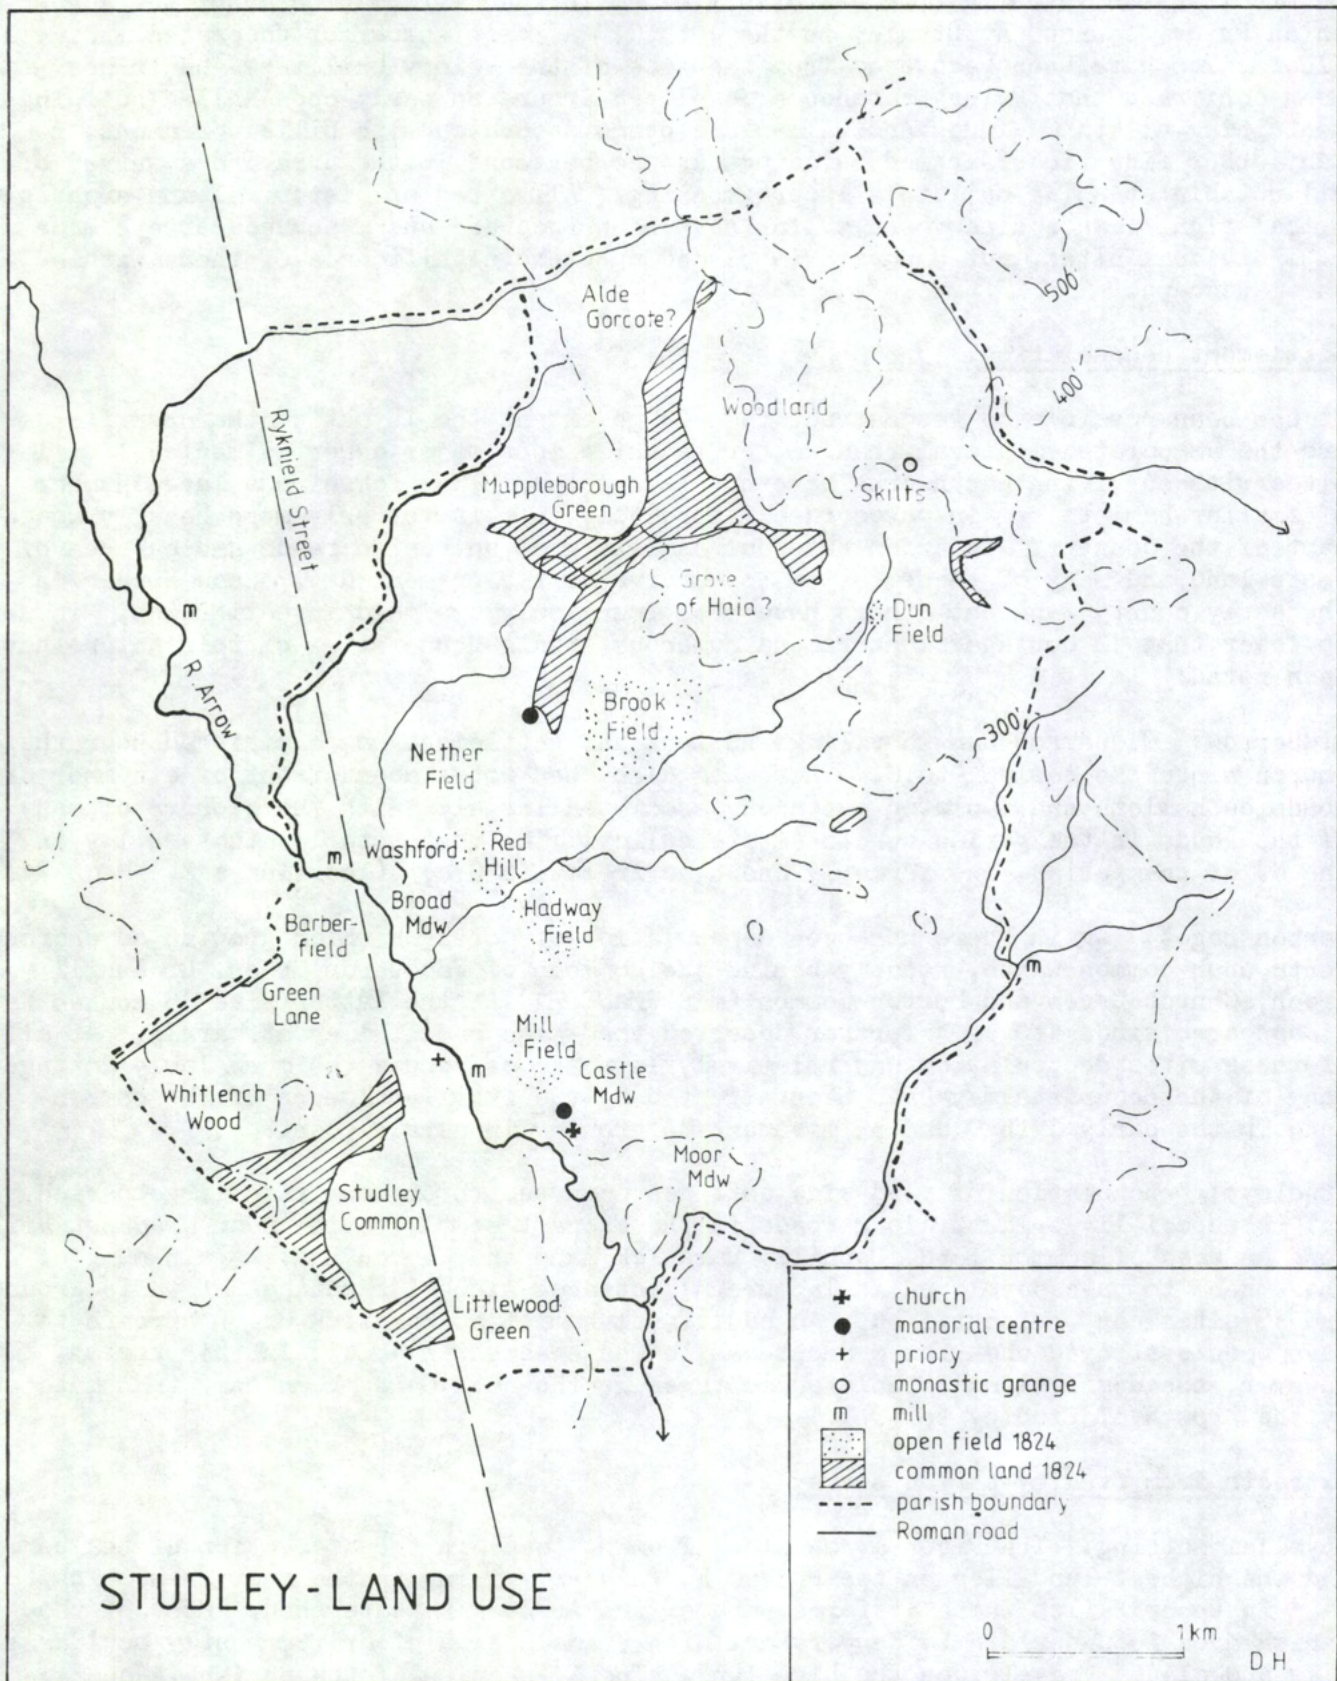 Alde
Gorcote?
500
400
Woodland
Ryknield Street
Mappleborough
Green
Skilts
m
Grove
of Haia?
Dun
Field
R Arrow
Brook
Field
300
Nether
Field
m
Washford
Red
Hill
Broad
Mdw
Hadway
Field
Barber-
field
m
Green
Lane
Mill
Field
m
Castle
Mdw
Whitlench
Wood
Moor
Mdw
Studley
Common
Littlewood
Green
church
manorial centre
priory
monastic grange
m mill
open field 1824
common land 1824
parish boundary
Roman road
STUDLEY-LAND USE
0 1km
D H